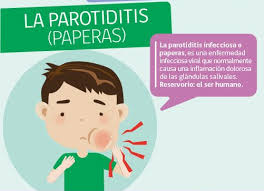 LA PAROTIDITIS
(PAPERAS)
La parotiditis infecciosa o
paperas, es una enfermedad
infecciosa viral que normalmente
causa una inflamación dolorosa
de las glándulas salivales.
Reservorio: el ser humano.